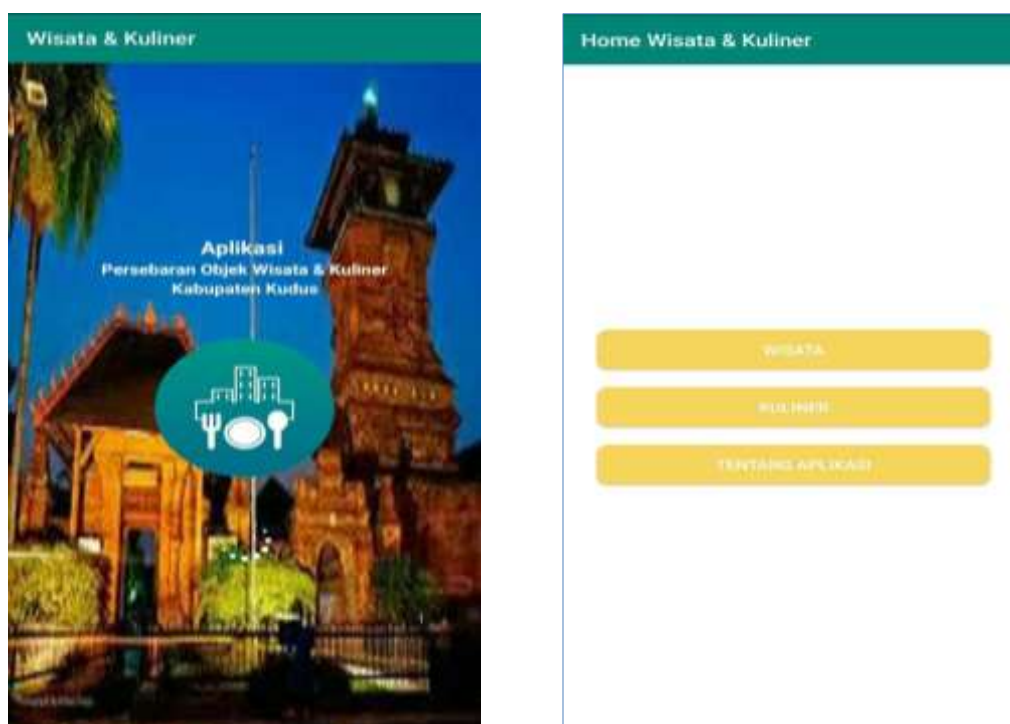 Wisata & Kuliner
Aplikasi
Persebaran Objek Wisata & Kuliner
Kabupaten Kudus
Home Wisata & Kuliner
WISATA
KULINER
TENTANG APLIKASI